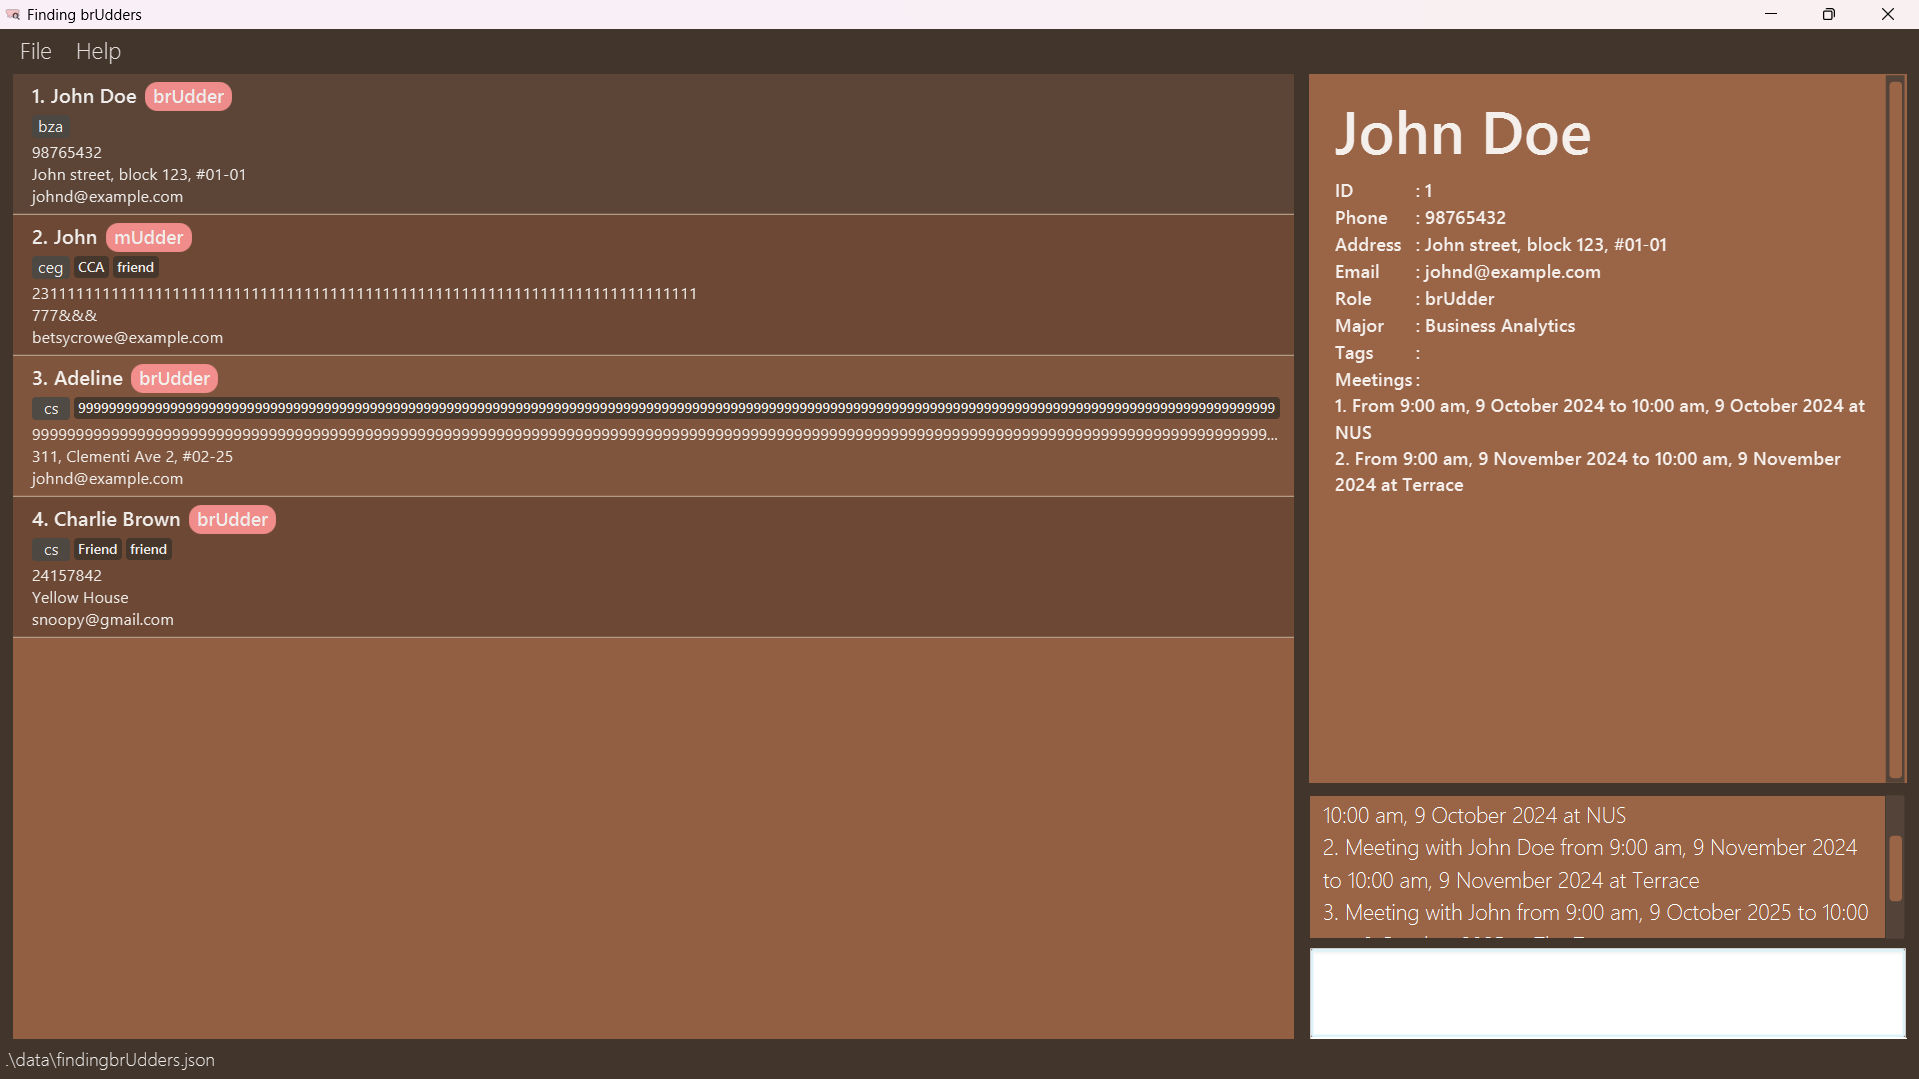 Finding brUdders
File Help
1. John Doe brUdder
bza
98765432
John street, block 123, #01-01
johnd@example.com
2. John mUdder
ceg CCA friend
777&&&
betsycrowe@example.com
3. Adeline brUdder
cs
311, Clementi Ave 2, #02-25
johnd@example.com
4. Charlie Brown brUdder
cs Friend friend
24157842
Yellow House
snoopy@gmail.com
John Doe
ID : 1
Phone : 98765432
Address : John street, block 123, #01-01
Email : johnd@example.com
Role : brUdder
Major : Business Analytics
Tags :
Meetings :
1. From 9:00 am, 9 October 2024 to 10:00 am, 9 October 2024 at
NUS
2. From 9:00 am, 9 November 2024 to 10:00 am, 9 November
2024 at Terrace
10:00 am, 9 October 2024 at NUS
2. Meeting with John Doe from 9:00 am, 9 November 2024
to 10:00 am, 9 November 2024 at Terrace
3. Meeting with John from 9:00 am, 9 October 2025 to 10:00
.\data\findingbrUdders.json